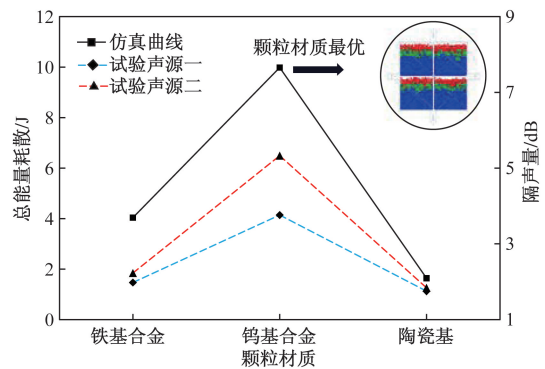 12
10
8
6
4
2
0
总能量耗散/J
仿真曲线
试验声源一
试验声源二
颗粒材质最优
9
7
5
3
1
隔声量/dB
铁基合金
钨基合金
陶瓷基
颗粒材质